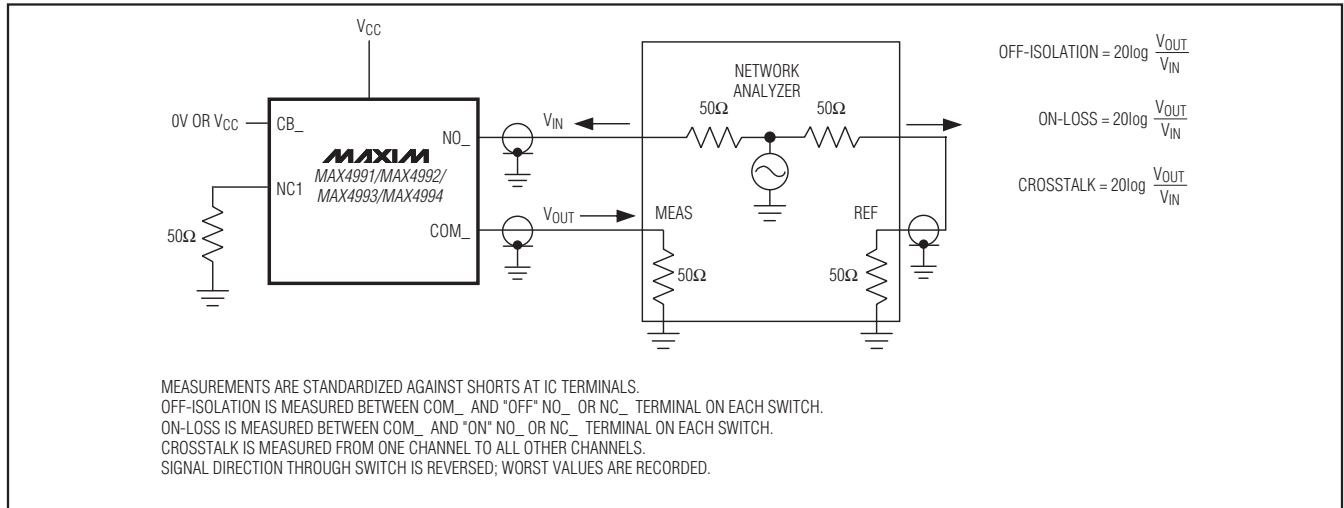 VCC
0V OR VCC
CB_
NC1
50Ω
MAXIM
MAX4991/MAX4992/
MAX4993/MAX4994
NO_
COM_
VIN
VOUT
NETWORK
ANALYZER
50Ω
50Ω
MEAS
REF
50Ω
50Ω
OFF-ISOLATION = 20log VOUT
VIN
ON-LOSS = 20log VOUT
VIN
CROSSTALK = 20log VOUT
VIN
MEASUREMENTS ARE STANDARDIZED AGAINST SHORTS AT IC TERMINALS.
OFF-ISOLATION IS MEASURED BETWEEN COM_ AND "OFF" NO_ OR NC_ TERMINAL ON EACH SWITCH.
ON-LOSS IS MEASURED BETWEEN COM_ AND "ON" NO_ OR NC_ TERMINAL ON EACH SWITCH.
CROSSTALK IS MEASURED FROM ONE CHANNEL TO ALL OTHER CHANNELS.
SIGNAL DIRECTION THROUGH SWITCH IS REVERSED; WORST VALUES ARE RECORDED.